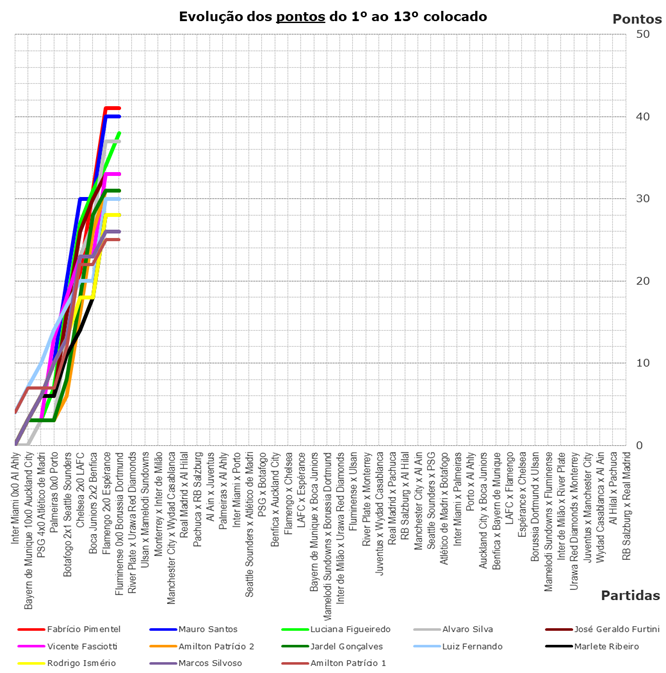 Evolução dos pontos do 1º ao 13º colocado
Pontos
50
40
30
20
10
0
Inter Miami 0x0 Al Ahly
Bayern de Munique 10x0 Auckland City
PSG 4x0 Atlético de Madri
Palmeiras 0x0 Porto
Botafogo 2x1 Seattle Sounders
Chelsea 2x0 LAFC
Boca Juniors 2x2 Benfica
Flamengo 2x0 Espérance
Fluminense 0x0 Borussia Dortmund
River Plate x Urawa Red Diamonds
Ulsan x Mamelodi Sundowns
Monterrey x Inter de Milão
Manchester City x Wydad Casablanca
Real Madrid x Al Hilal
Pachuca x RB Salzburg
Al Ain x Juventus
Palmeiras x Al Ahly
Inter Miami x Porto
Seattle Sounders x Atlético de Madri
PSG x Botafogo
Benfica x Auckland City
Flamengo x Chelsea
LAFC x Espérance
Bayern de Munique x Boca Juniors
Mamelodi Sundowns x Borussia Dortmund
Inter de Milão x Urawa Red Diamonds
Fluminense x Ulsan
River Plate x Monterrey
Juventus x Wydad Casablanca
Real Madrid x Pachuca
RB Salzburg x Al Hilal
Manchester City x Al Ain
Seattle Sounders x PSG
Atlético de Madri x Botafogo
Inter Miami x Palmeiras
Porto x Al Ahly
Auckland City x Boca Juniors
Benfica x Bayern de Munique
LAFC x Flamengo
Espérance x Chelsea
Borussia Dortmund x Ulsan
Mamelodi Sundowns x Fluminense
Inter de Milão x River Plate
Urawa Red Diamonds x Monterrey
Juventus x Manchester City
Wydad Casablanca x Al Ain
Al Hilal x Pachuca
RB Salzburg x Real Madrid
Partidas
Fabrício Pimentel Mauro Santos Luciana Figueiredo Alvaro Silva José Geraldo Furtini
Vicente Fasciotti Amilton Patrício 2 Jardel Gonçalves Luiz Fernando Marlete Ribeiro
Rodrigo Ismério Marcos Silvoso Amilton Patrício 1